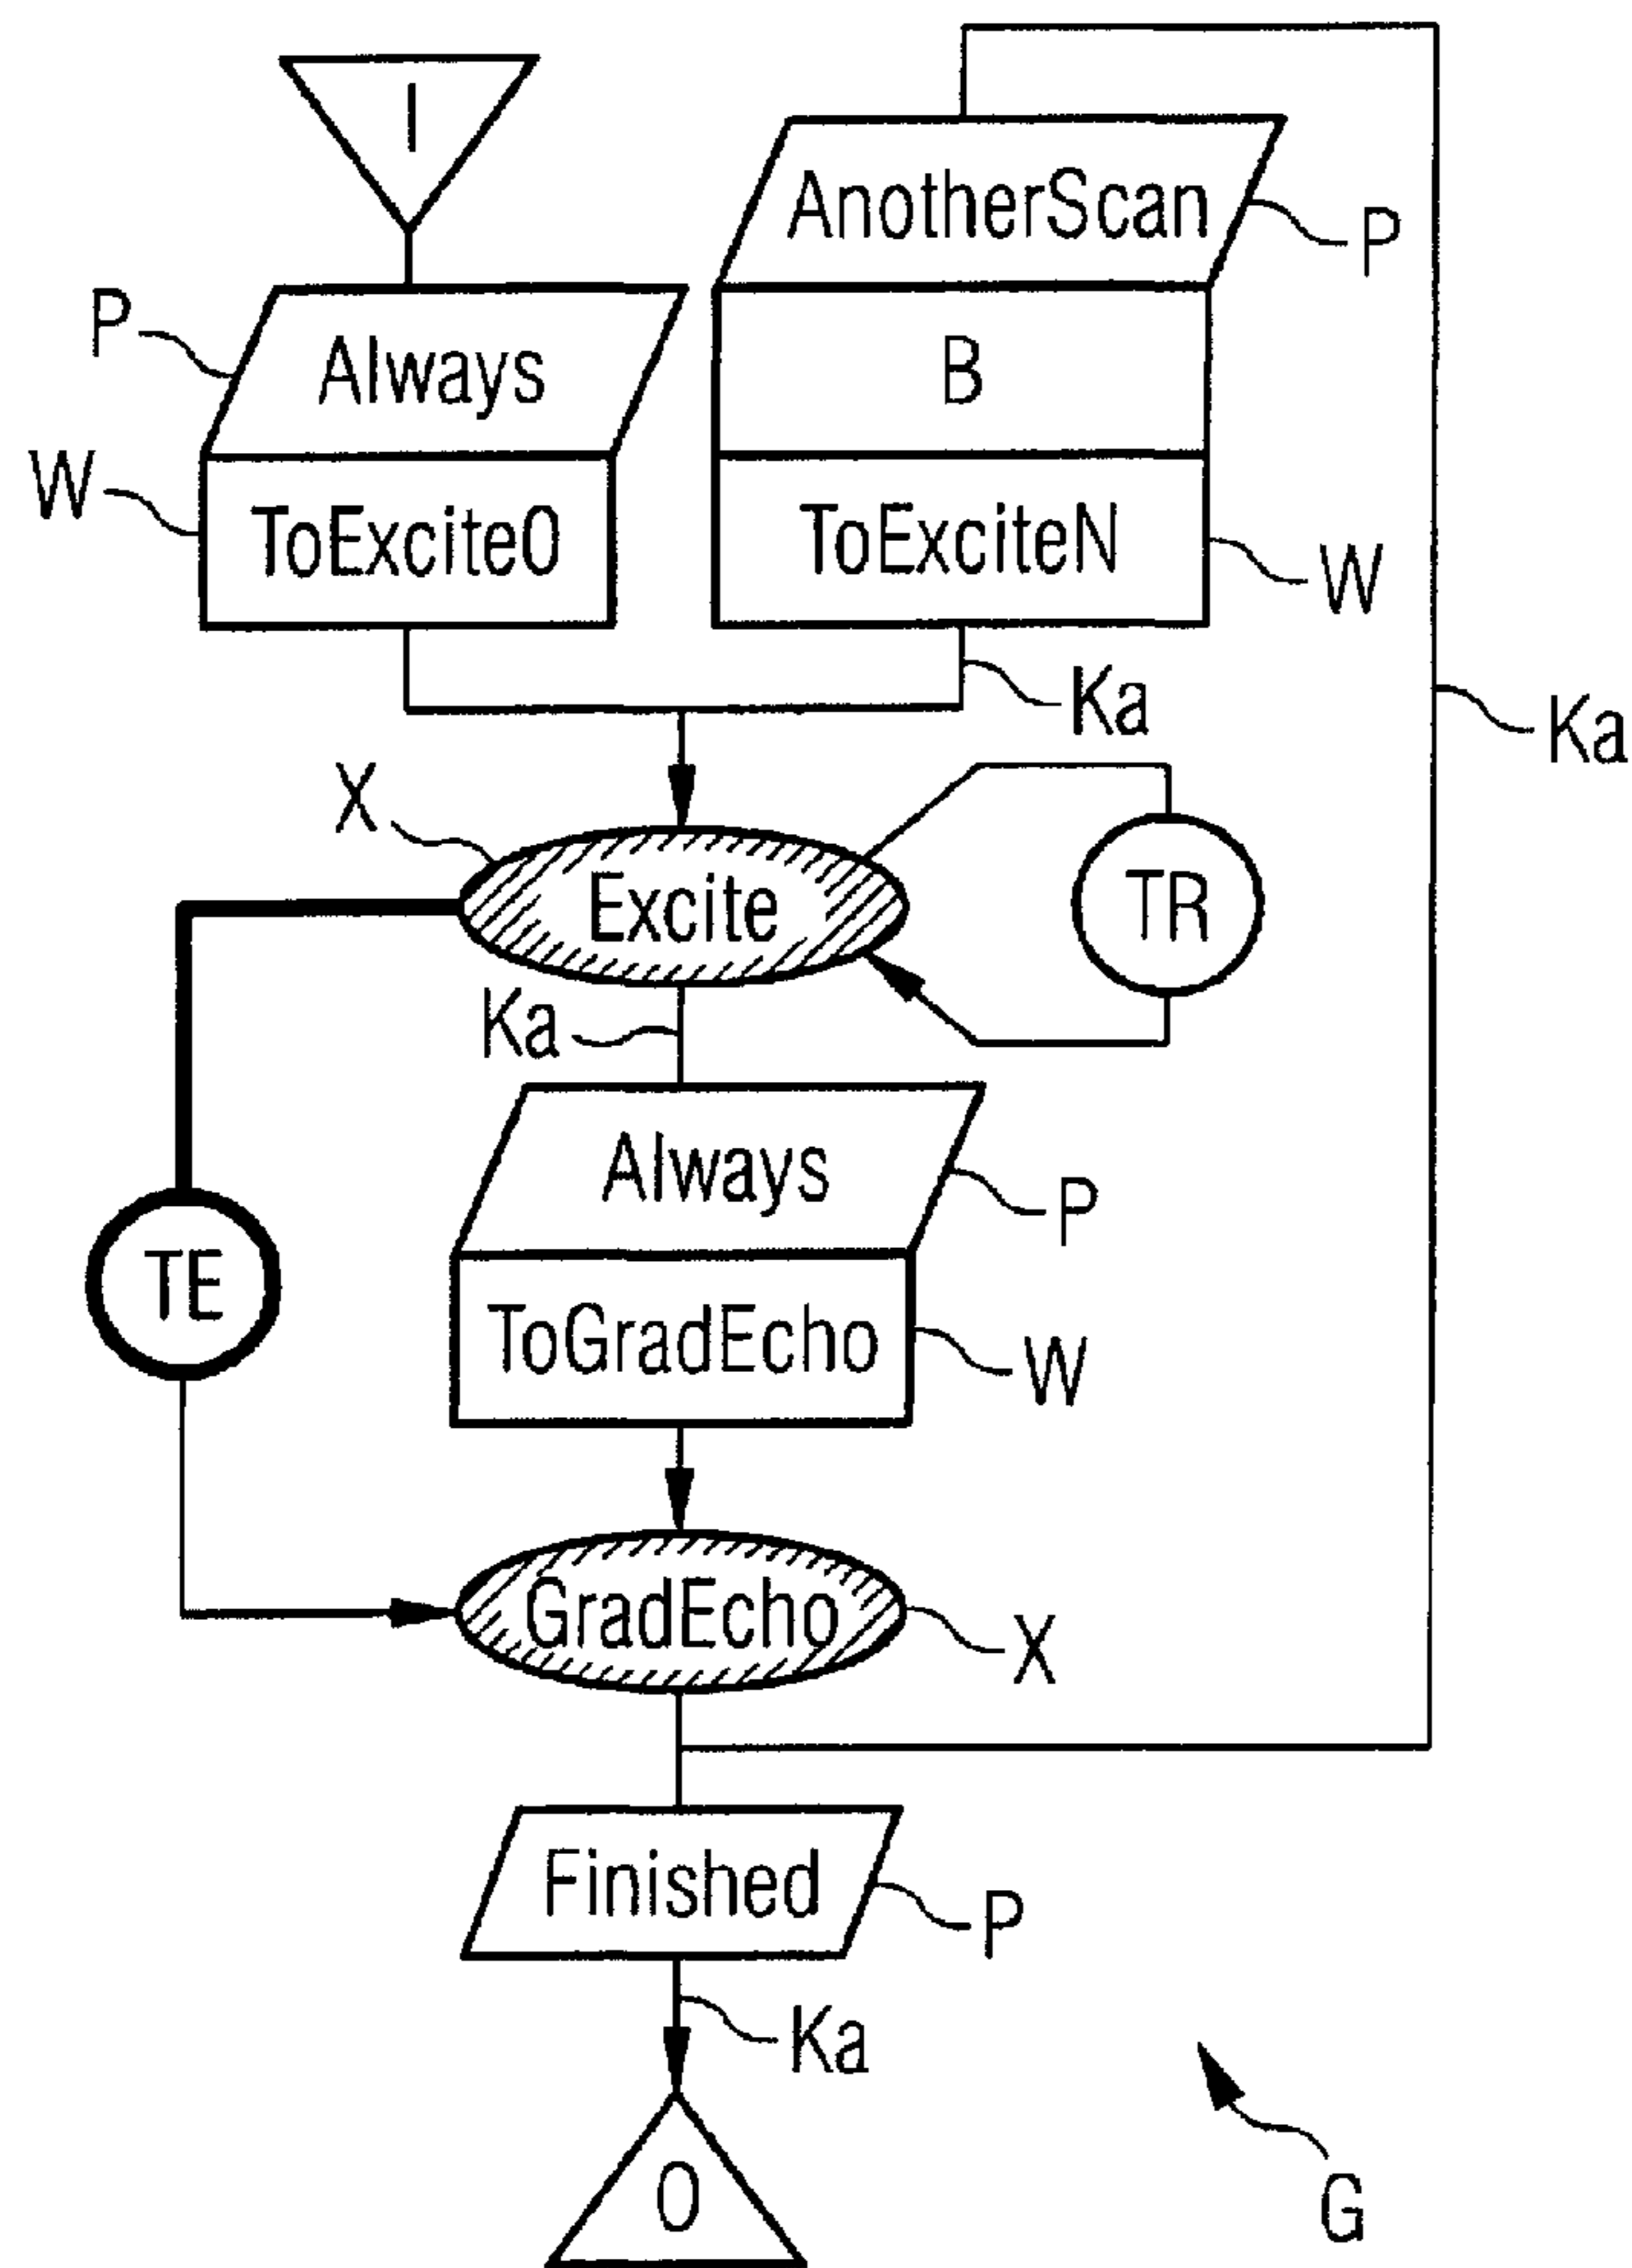 I
AnotherScan
P
P
Always
B
W
ToExcite0
ToExciteN
W
Ka
Ka
X
Excite
TR
Ka
Always
P
TE
ToGradEcho
W
GradEcho
X
Finished
P
Ka
O
G